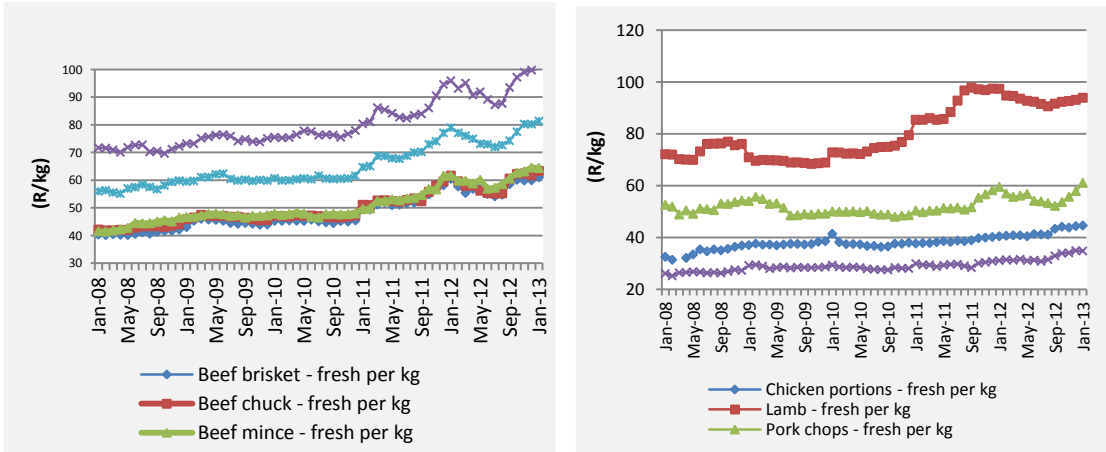 (R/kg)
100
90
80
70
60
50
40
30
Jan-08
May-08
Sep-08
Jan-09
May-09
Sep-09
Jan-10
May-10
Sep-10
Jan-11
May-11
Sep-11
Jan-12
May-12
Sep-12
Jan-13
Beef brisket - fresh per kg
Beef chuck - fresh per kg
Beef mince - fresh per kg
(R/kg)
120
100
80
60
40
20
Jan-08
May-08
Sep-08
Jan-09
May-09
Sep-09
Jan-10
May-10
Sep-10
Jan-11
May-11
Sep-11
Jan-12
May-12
Sep-12
Jan-13
Chicken portions - fresh per kg
Lamb - fresh per kg
Pork chops - fresh per kg